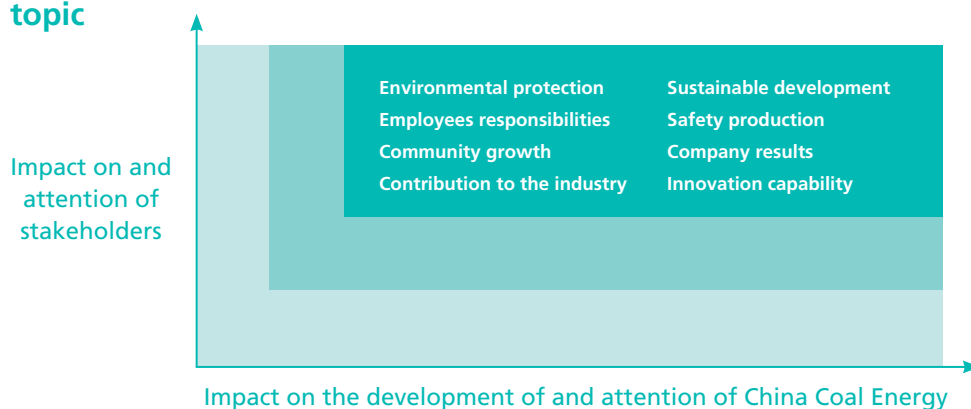 topic
Impact on and
attention of
stakeholders
Environmental protection
Employees responsibilities
Community growth
Contribution to the industry
Sustainable development
Safety production
Company results
Innovation capability
Impact on the development of and attention of China Coal Energy